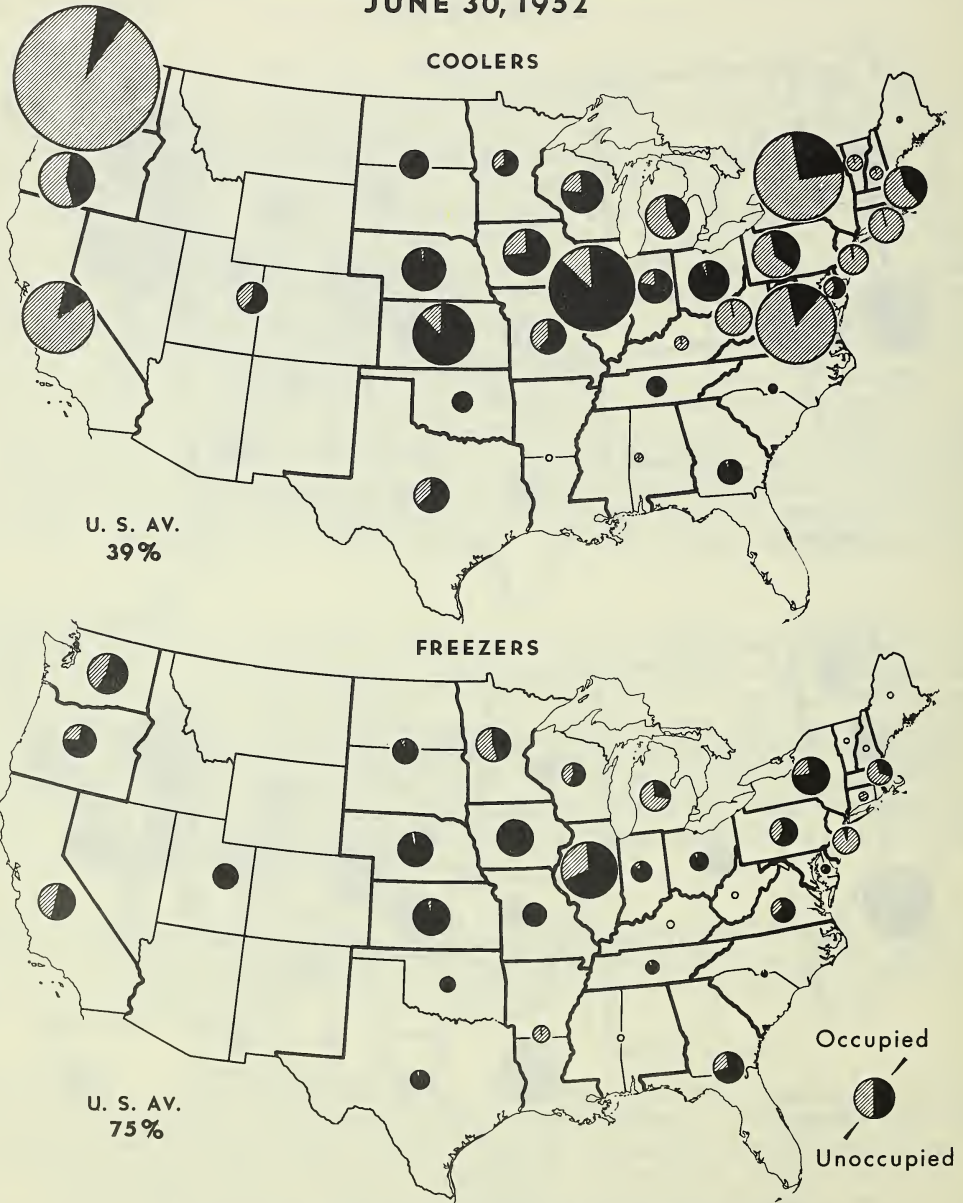 JUNE 30, 1952
COOLERS
U. S. AV.
39%
FREEZERS
U. S. AV.
75%
Occupied
Unoccupied